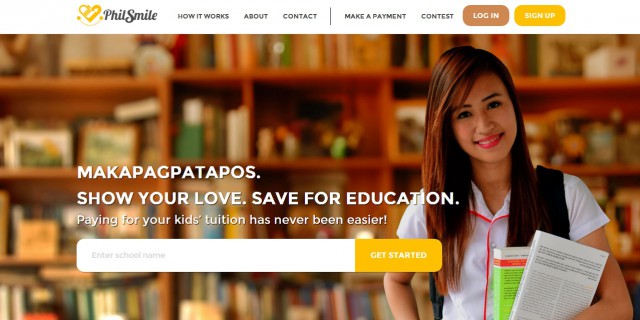 PhilSmile
HOW IT WORKS
ABOUT
CONTACT
MAKE A PAYMENT
CONTEST
LOG IN
SIGN UP
MAKAPAGPATAPOS.
SHOW YOUR LOVE. SAVE FOR EDUCATION.
Paying for your kids' tuition has never been easier!
Enter school name
GET STARTED